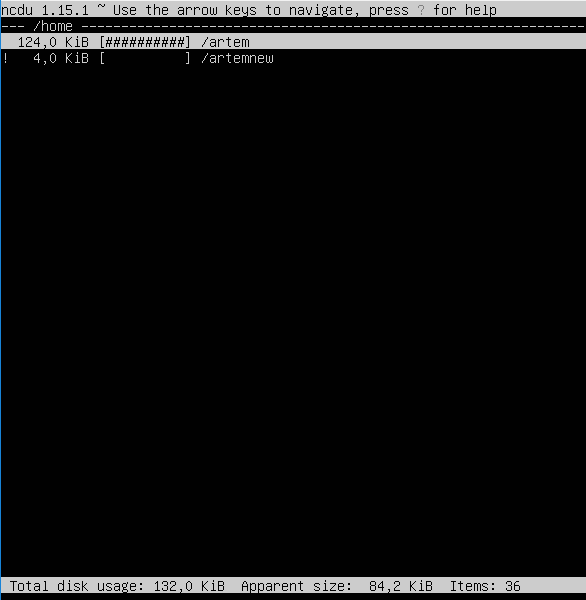 ncdu 1.15.1 ~ Use the arrow keys to navigate, press ? for help
--- /home ----------------------------------------------------------------
  124,0 KiB [##########] /artem
!   4,0 KiB [          ] /artemnew
Total disk usage: 132,0 KiB  Apparent size:  84,2 KiB  Items: 36